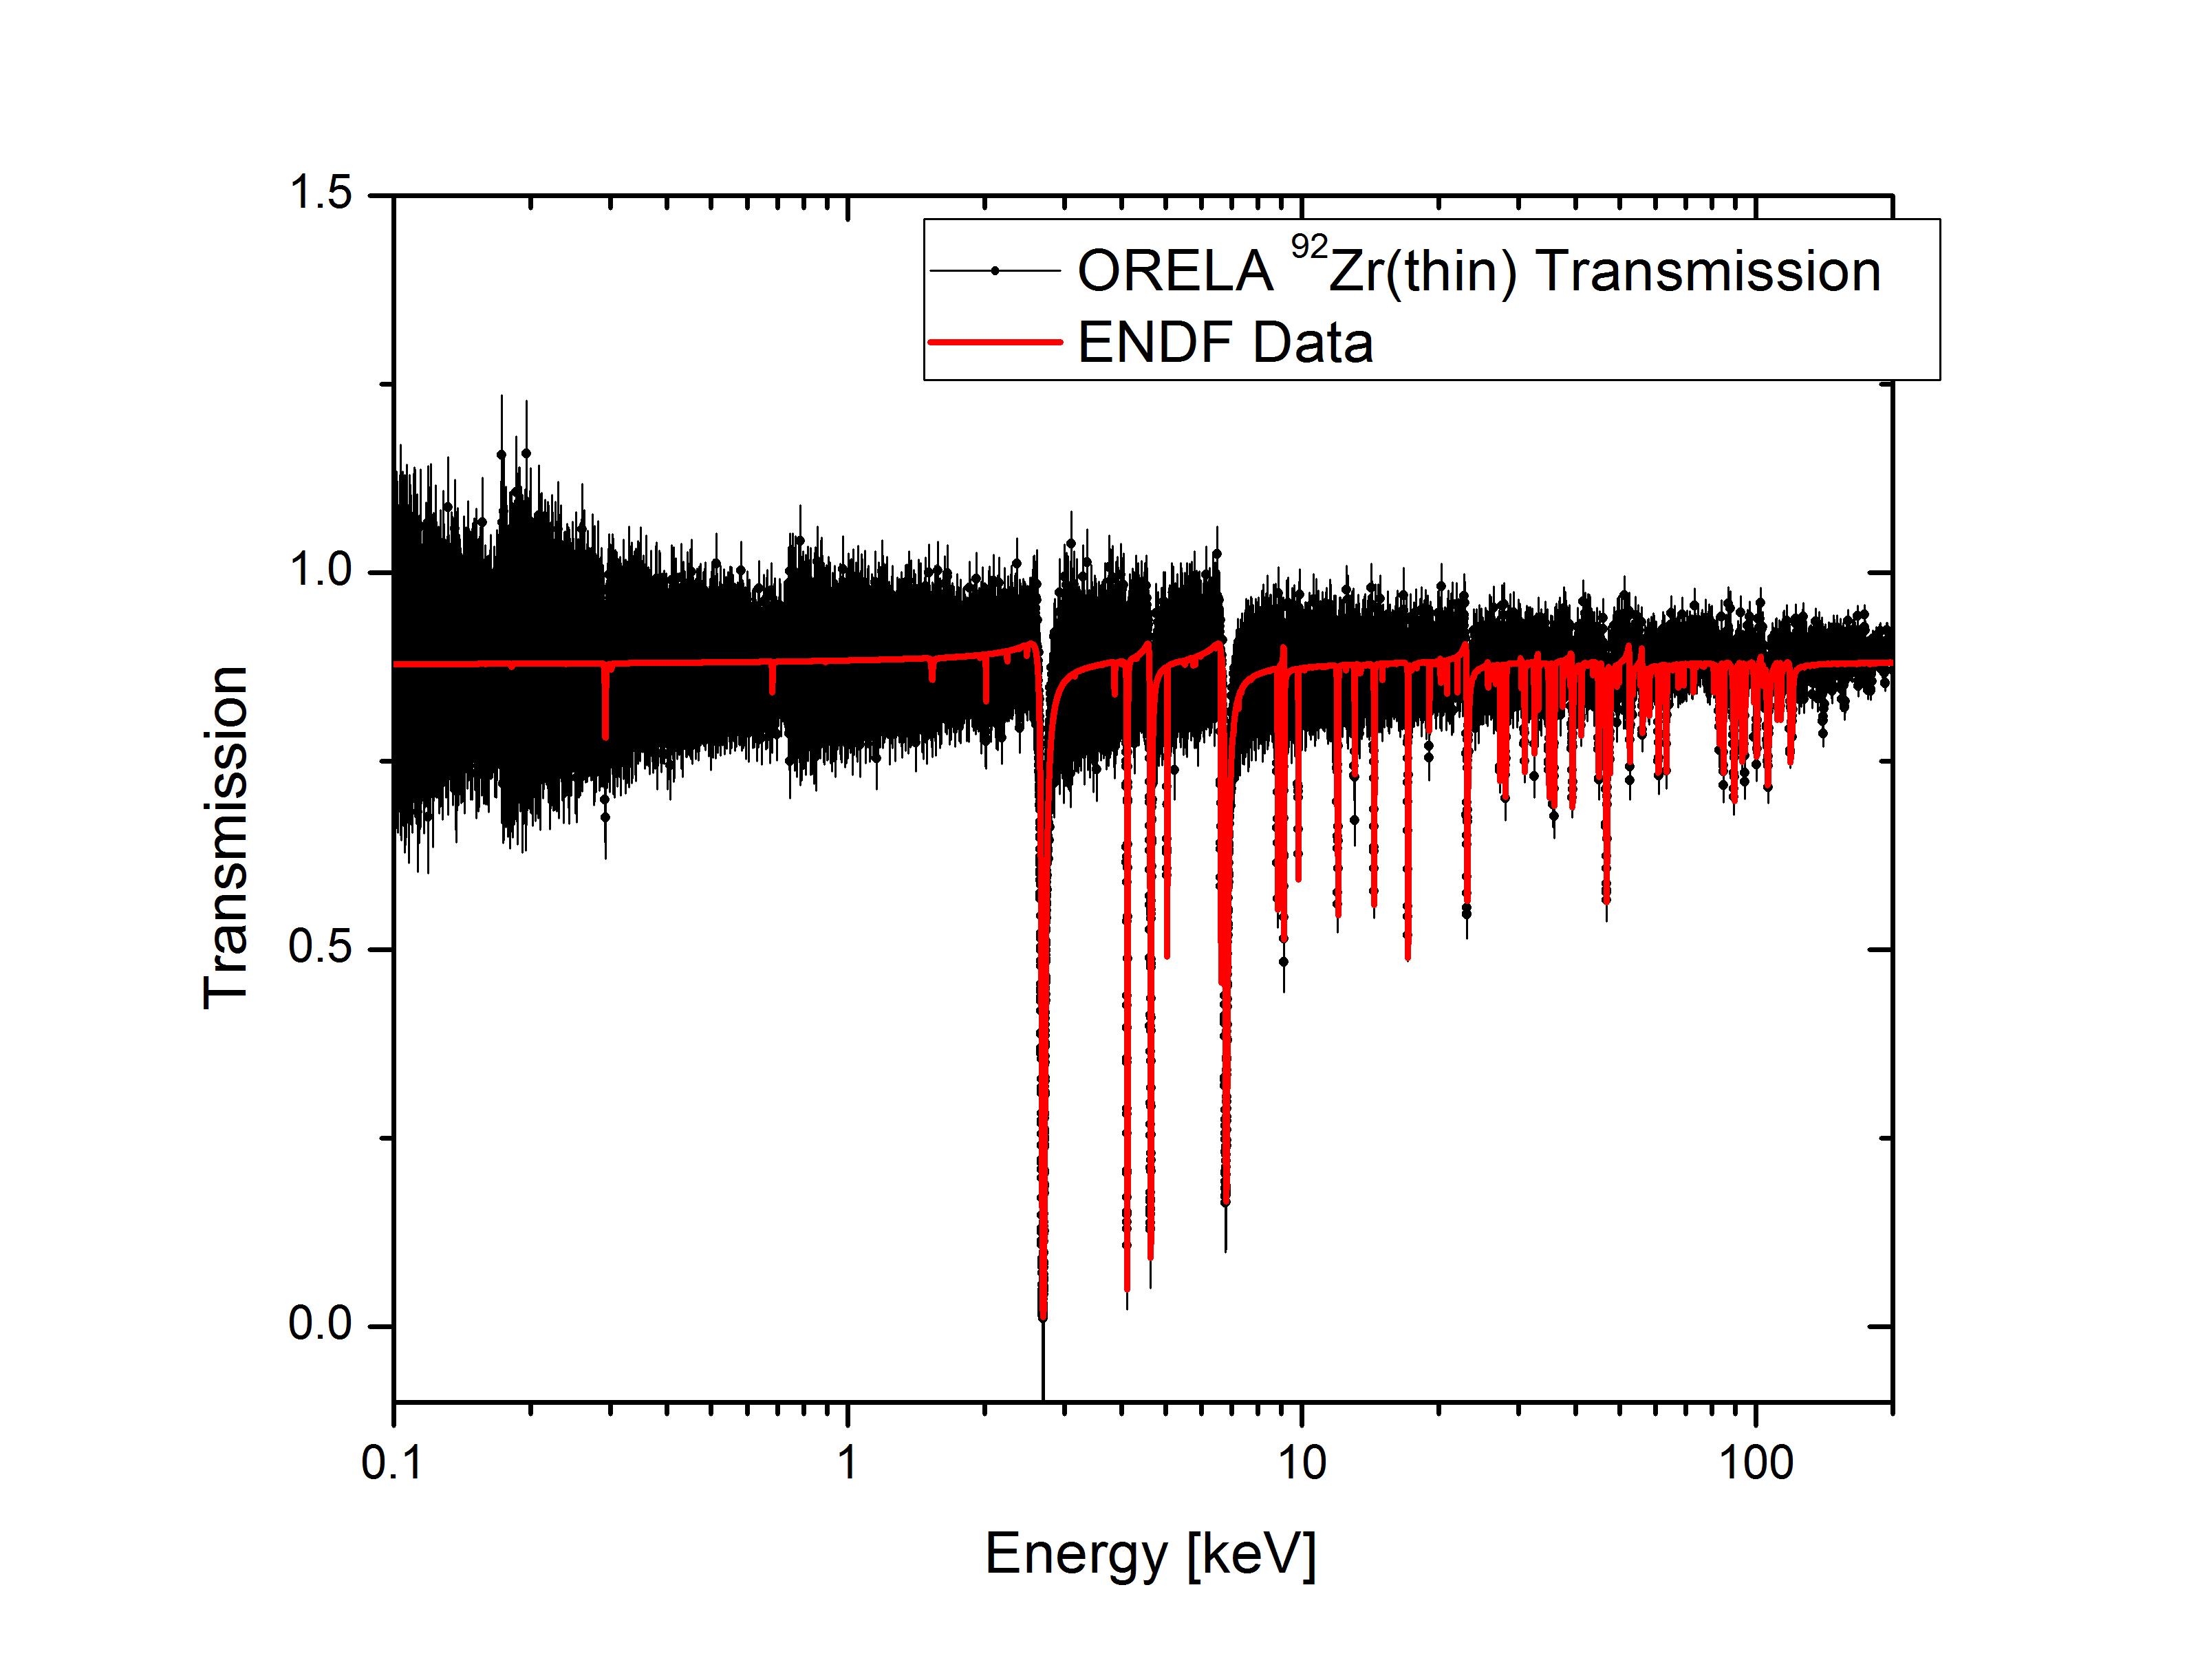 1.5
ORELA ⁹²Zr(thin) Transmission
ENDF Data
1.0
0.5
0.0
Transmission
0.1
1
10
100
Energy [keV]